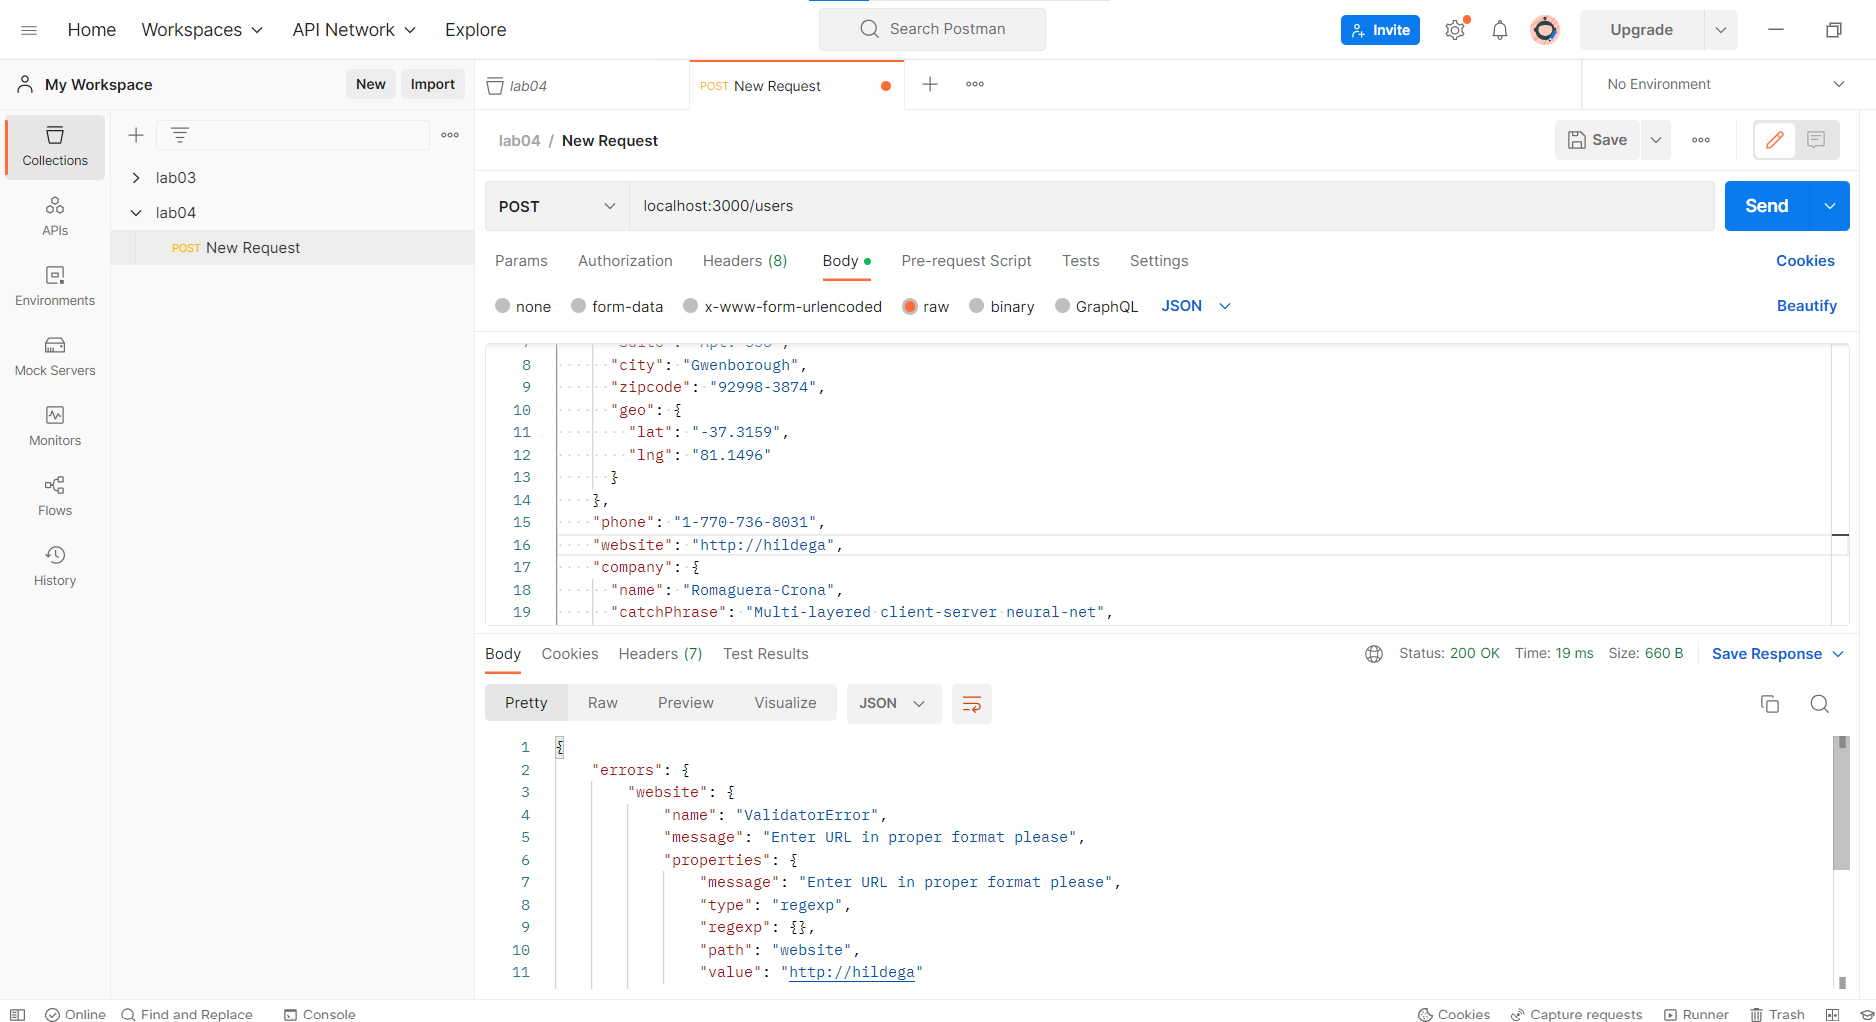 Home Workspaces API Network Explore Search Postman Invite Upgrade
My Workspace New Import lab04 POST New Request No Environment
Collections
APIs
Environments
Mock Servers
Monitors
Flows
History
lab03
lab04
POST New Request
lab04 / New Request Save
POST localhost:3000/users Send
Params Authorization Headers (8) Body Pre-request Script Tests Settings Cookies
none form-data x-www-form-urlencoded raw binary GraphQL JSON Beautify
8 "city": "Gwenborough",
9 "zipcode": "92998-3874",
10 "geo": {
11 "lat": "-37.3159",
12 "lng": "81.1496"
13 }
14 },
15 "phone": "1-770-736-8031",
16 "website": "http://hildega",
17 "company": {
18 "name": "Romaguera-Crona",
19 "catchPhrase": "Multi-layered client-server neural-net",
Body Cookies Headers (7) Test Results Status: 200 OK Time: 19 ms Size: 660 B Save Response
Pretty Raw Preview Visualize JSON
1 {
2 "errors": {
3 "website": {
4 "name": "ValidatorError",
5 "message": "Enter URL in proper format please",
6 "properties": {
7 "message": "Enter URL in proper format please",
8 "type": "regexp",
9 "regexp": {},
10 "path": "website",
11 "value": "http://hildega"
Online Find and Replace Console Cookies Capture requests Runner Trash